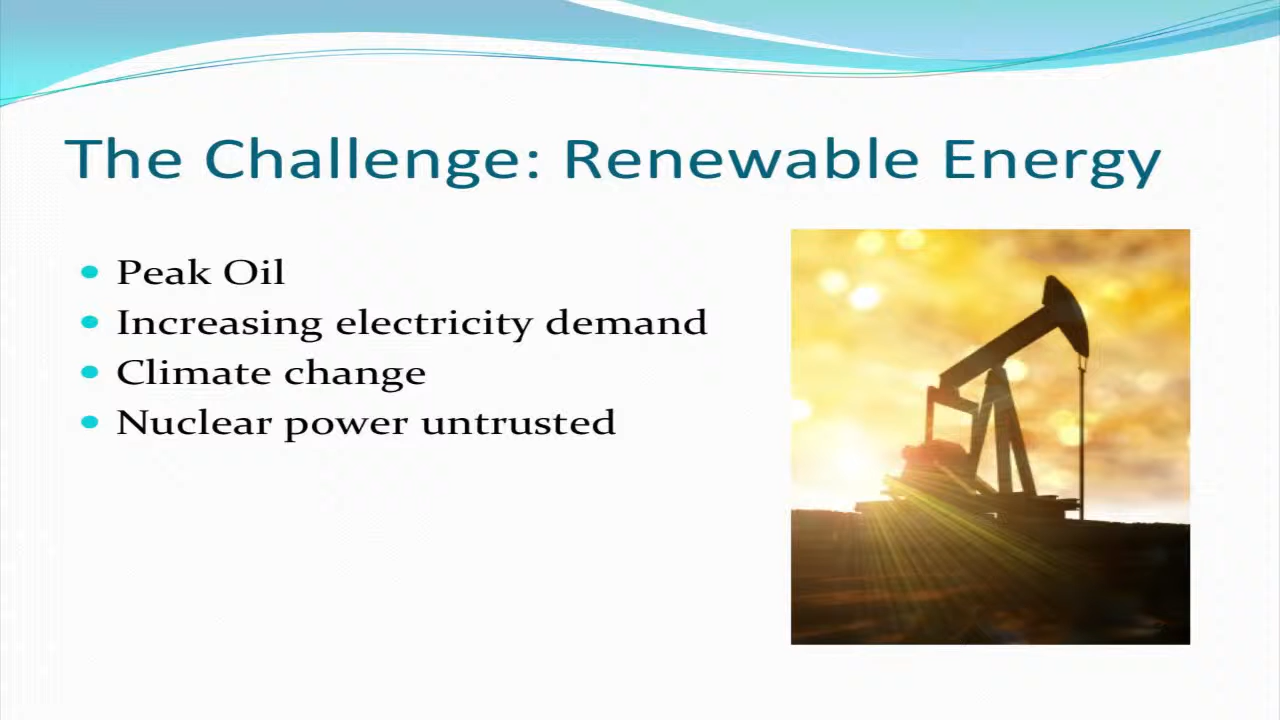 The Challenge: Renewable Energy
Peak Oil
Increasing electricity demand
Climate change
Nuclear power untrusted